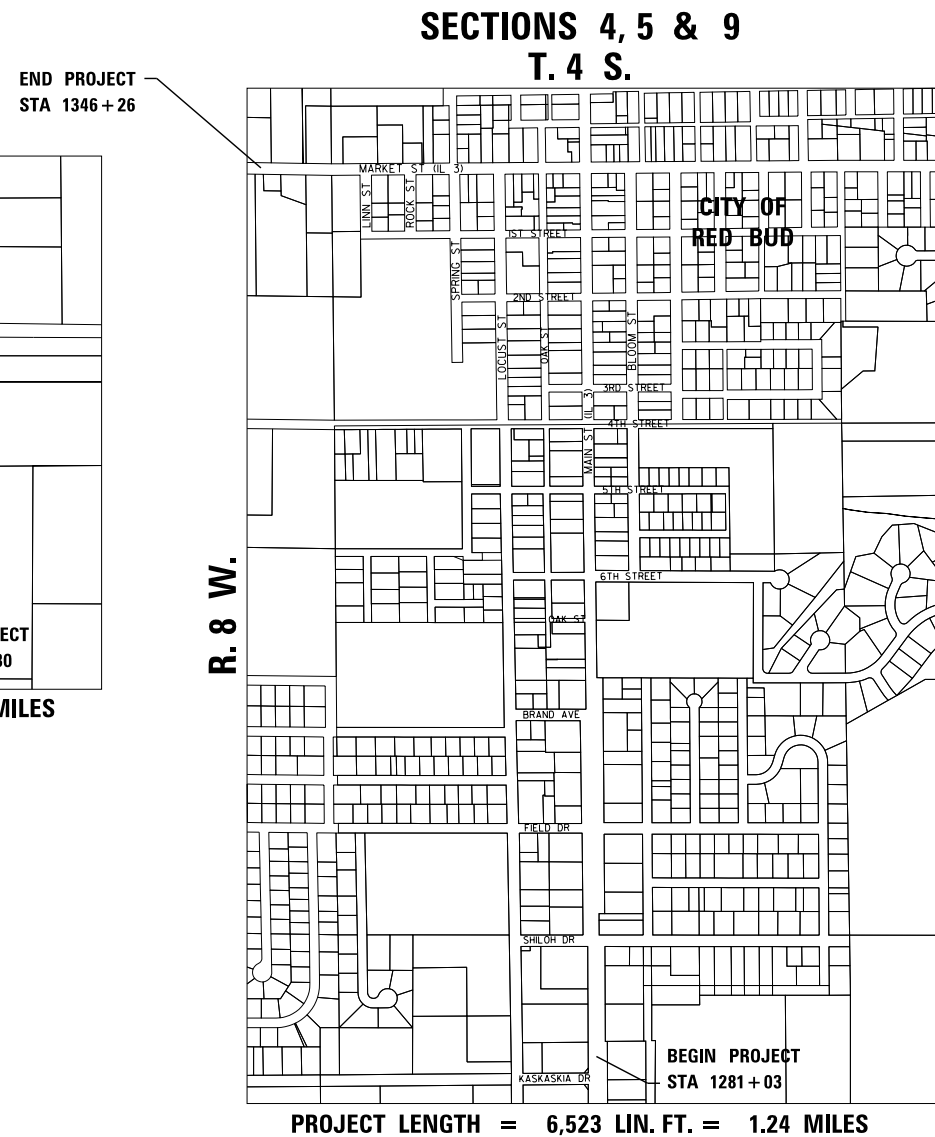 SECTIONS 4, 5 & 9
T. 4 S.
END PROJECT
STA 1346+26
MARKET ST (IL 3)
LINN ST
ROCK ST
CITY OF
RED BUD
1ST STREET
SPRING ST
2ND STREET
LOCUST ST
OAK ST
BLOOM ST
3RD STREET
MAIN ST (IL 3)
4TH STREET
5TH STREET
6TH STREET
R. 8 W.
OAK ST
ECT
30
MILES
BRAND AVE
FIELD DR
SHILOH DR
BEGIN PROJECT
STA 1281+03
KASKASKIA DR
PROJECT LENGTH = 6,523 LIN. FT. = 1.24 MILES